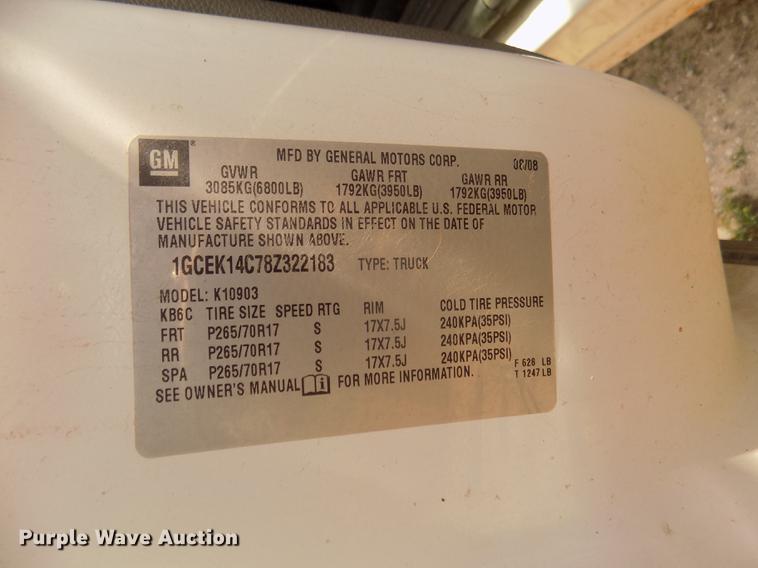 GM
MFD BY GENERAL MOTORS CORP. 08/08
GVWR GAWR FRT GAWR RR
3085KG(6800LB) 1792KG(3950LB) 1792KG(3950LB)
THIS VEHICLE CONFORMS TO ALL APPLICABLE U.S. FEDERAL MOTOR
VEHICLE SAFETY STANDARDS IN EFFECT ON THE DATE OF
MANUFACTURE SHOWN ABOVE.
1GCEK14C78Z322183 TYPE: TRUCK
MODEL: K10903
KB6C TIRE SIZE SPEED RTG RIM COLD TIRE PRESSURE
FRT P265/70R17 S 17X7.5J 240KPA(35PSI)
RR P265/70R17 S 17X7.5J 240KPA(35PSI)
SPA P265/70R17 S 17X7.5J 240KPA(35PSI)
SEE OWNER'S MANUAL FOR MORE INFORMATION.
F 626 LB
T 1247 LB
Purple Wave Auction